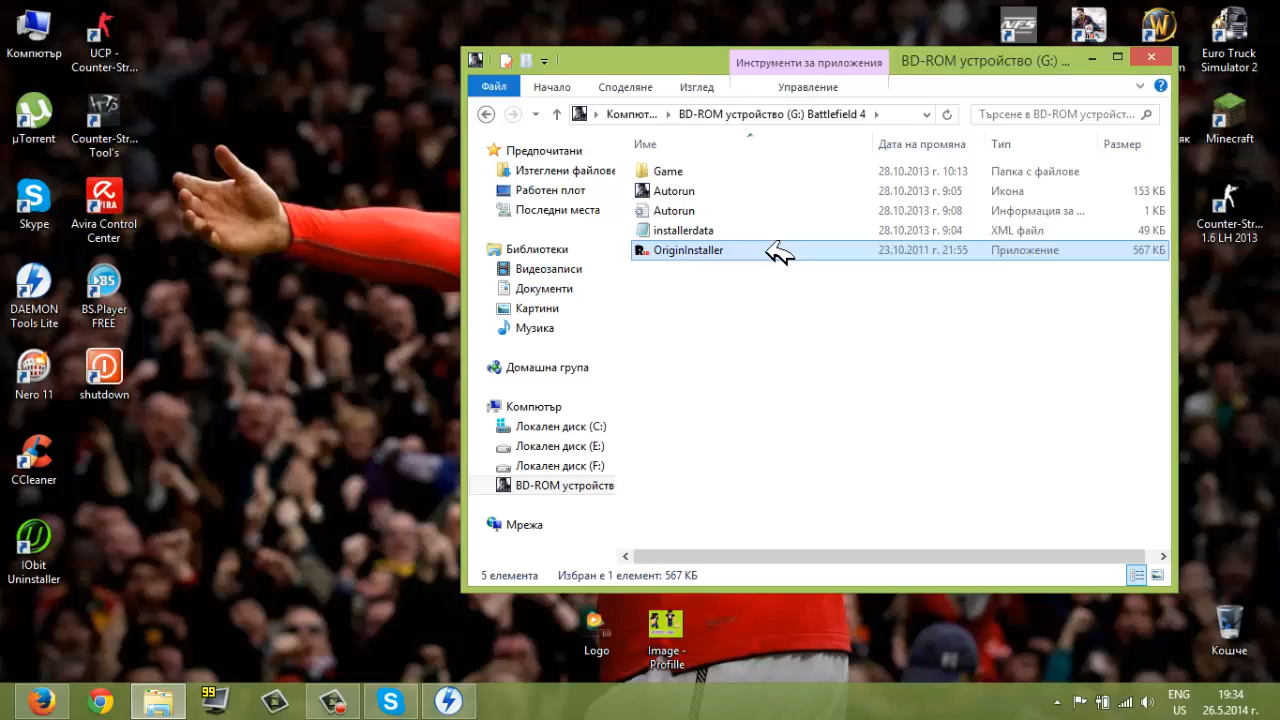 Компютър
UCP -
Counter-Str...
µTorrent
Counter-Str...
Tool's
Skype
Avira Control
Center
DAEMON
Tools Lite
BS.Player
FREE
Nero 11
shutdown
CCleaner
IObit
Uninstaller
NFS
Euro Truck
Simulator 2
Minecraft
Counter-Str...
1.6 LH 2013
Кошче
Logo
Image -
Profille
Инструменти за приложения
BD-ROM устройство (G:) ...
Файл
Начало
Споделяне
Изглед
Управление
Компют...
BD-ROM устройство (G:) Battlefield 4
Търсене в BD-ROM устройст...
Предпочитани
Изтеглени файлове
Работен плот
Последни места
Библиотеки
Видеозаписи
Документи
Картини
Музика
Домашна група
Компютър
Локален диск (C:)
Локален диск (E:)
Локален диск (F:)
BD-ROM устройств
Мрежа
Име Дата на промяна Тип Размер
Game 28.10.2013 г. 10:13 Папка с файлове
Autorun 28.10.2013 г. 9:05 Икона 153 КБ
Autorun 28.10.2013 г. 9:08 Информация за ... 1 КБ
installerdata 28.10.2013 г. 9:04 XML файл 49 КБ
OriginInstaller 23.10.2011 г. 21:55 Приложение 567 КБ
5 елемента Избран е 1 елемент: 567 КБ
99
ENG
US
19:34
26.5.2014 г.